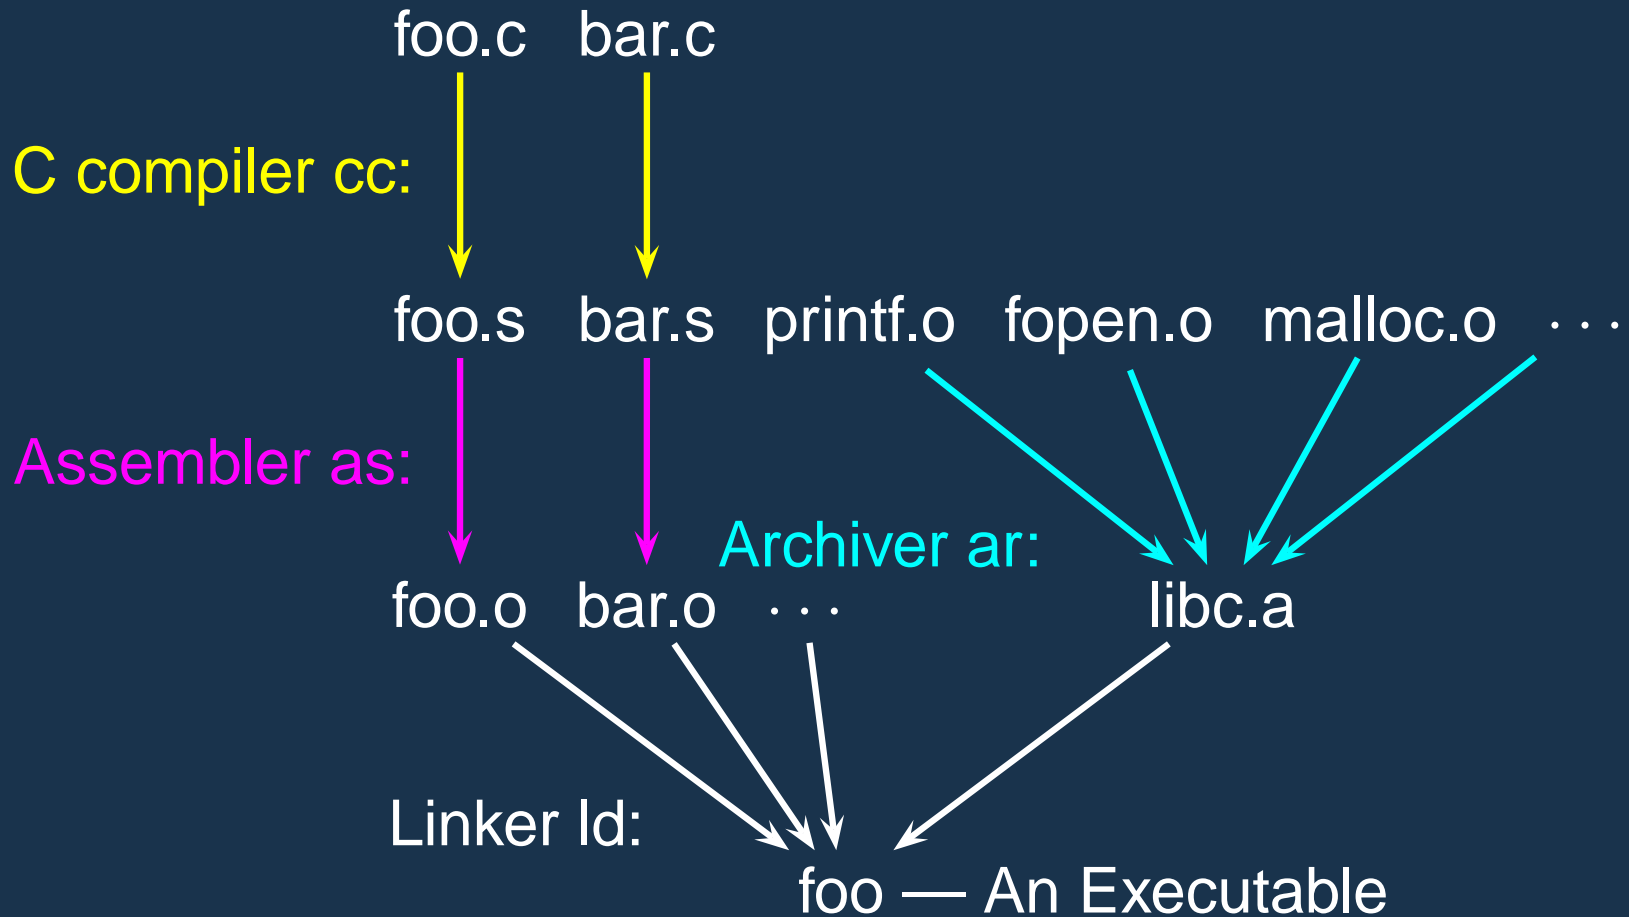 foo.c bar.c
C compiler cc:
foo.s bar.s printf.o fopen.o malloc.o · · ·
Assembler as:
Archiver ar:
foo.o bar.o · · · libc.a
Linker ld:
foo — An Executable